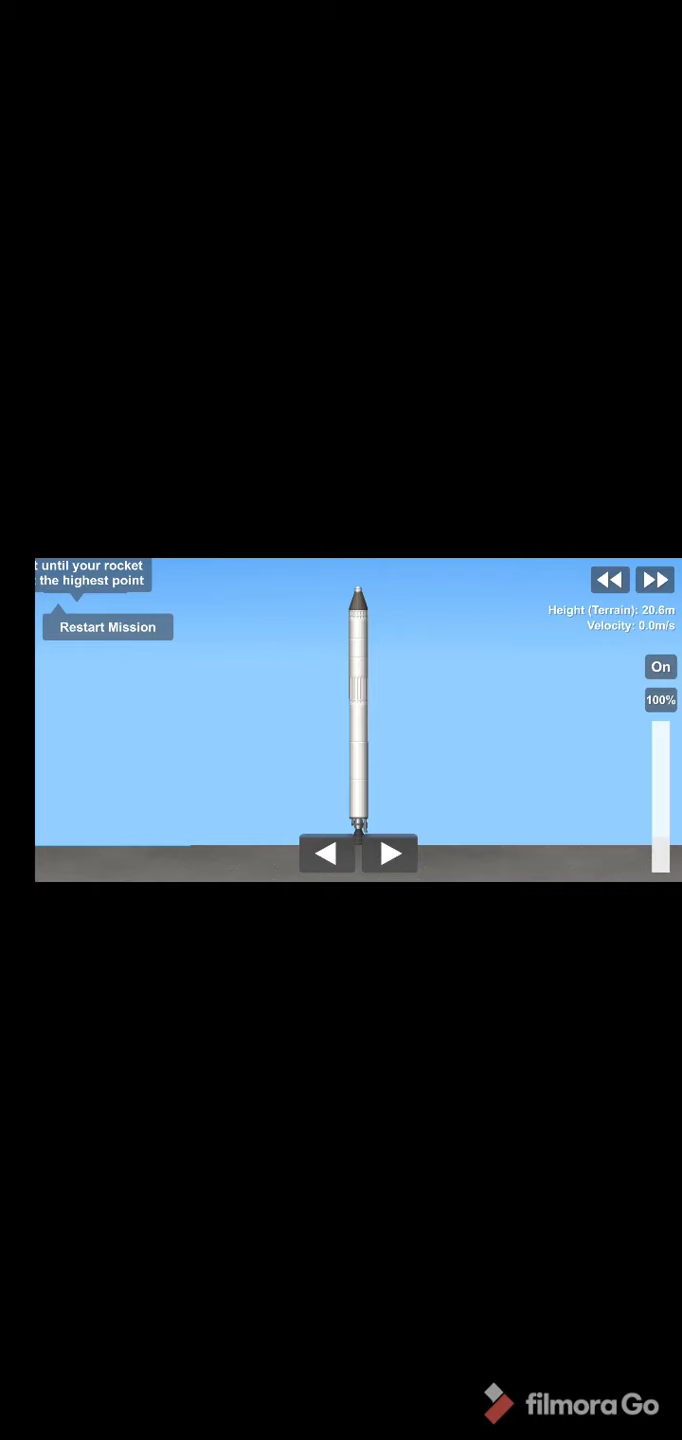 t until your rocket
the highest point
Restart Mission
Height (Terrain): 20.6m
Velocity: 0.0m/s
On
100%
filmora Go